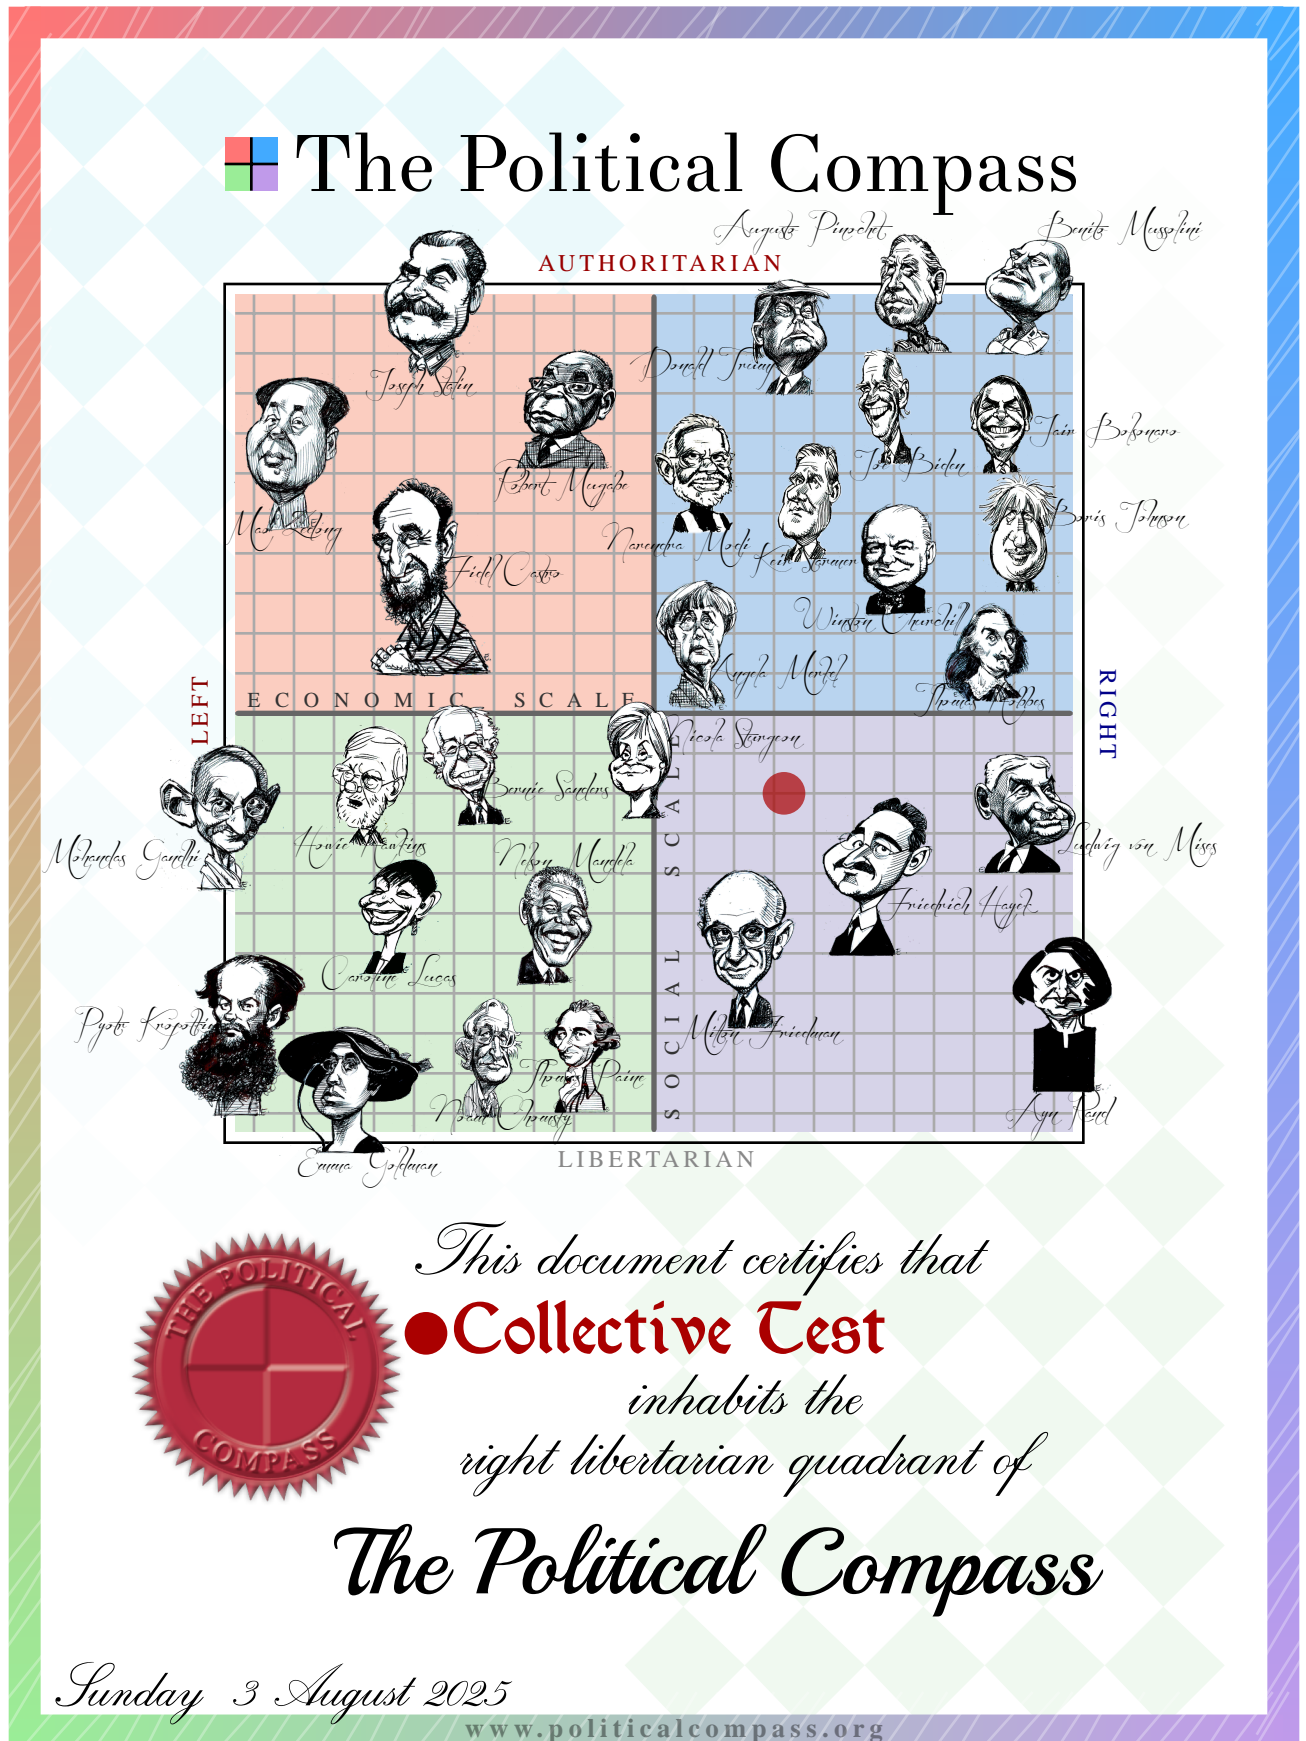 The Political Compass
Augusto Pinochet
Benito Mussolini
AUTHORITARIAN
Donald Trump
Joseph Stalin
Jair Bolsonaro
Joe Biden
Robert Mugabe
Mao Zedong
Boris Johnson
Narendra Modi
Keir Starmer
Fidel Castro
Winston Churchill
Angela Merkel
Thomas Hobbes
LEFT
ECONOMIC SCALE
RIGHT
Nicola Sturgeon
Bernie Sanders
Howie Hawkins
Mohandas Gandhi
Nelson Mandela
Ludwig von Mises
Friedrich Hayek
Caroline Lucas
SOCIAL SCALE
Pyotr Kropotkin
Milton Friedman
Thomas Paine
Noam Chomsky
Ayn Rand
Emma Goldman
LIBERTARIAN
This document certifies that
Collective Test
inhabits the
right libertarian quadrant of
The Political Compass
THE POLITICAL
COMPASS
Sunday 3 August 2025
www.politicalcompass.org